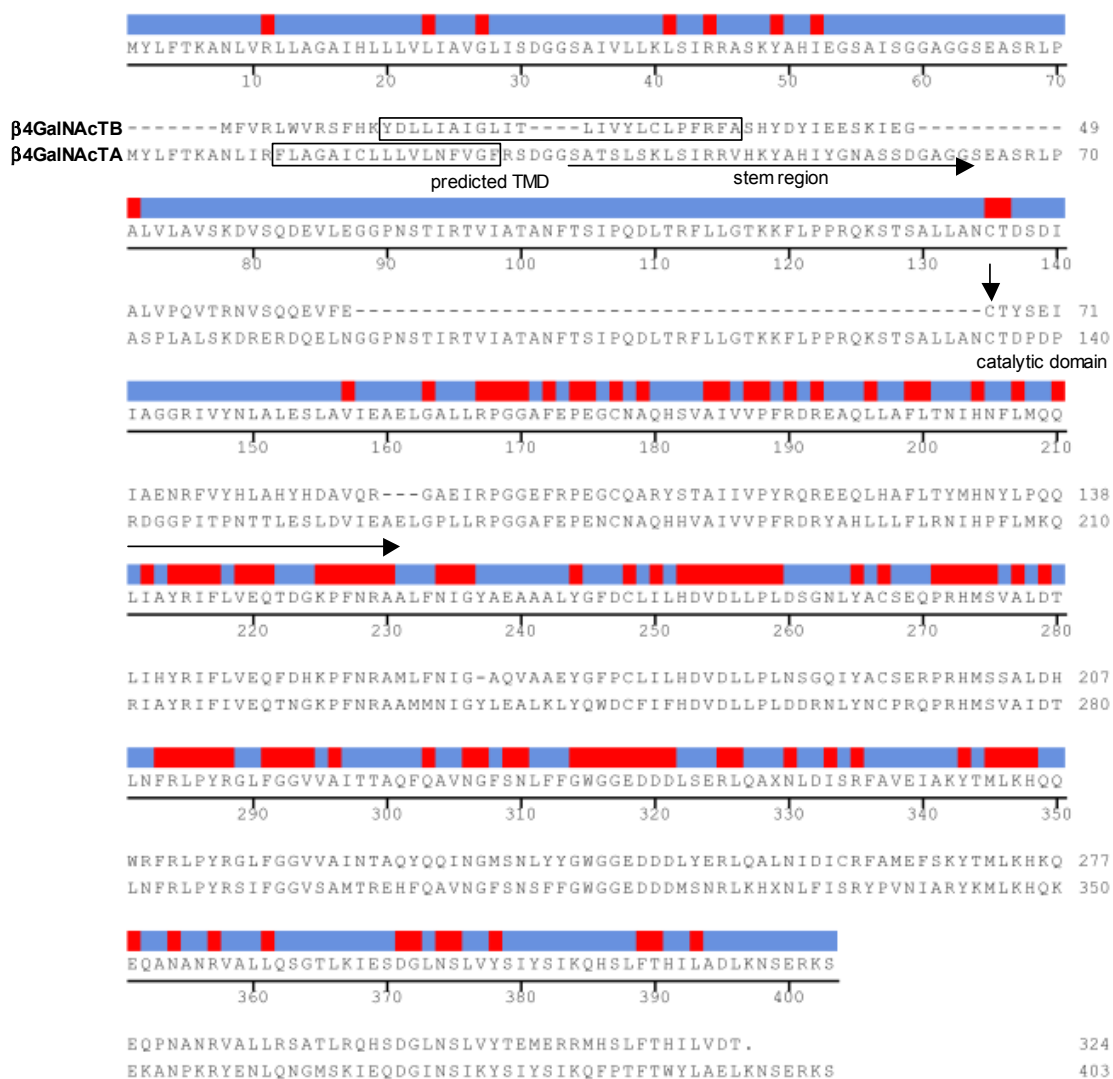 MYLFTKANLVRLLAGAIHLLLVLIAVGLISDGGSAIVLLKLSIRRASKYAHIEGSAISGGAGGSEASRLP
10 20 30 40 50 60 70
β4GalNAcTB -------MFVRLWVRSFHKYDLLIAIGLIT----LIVYLCLPFRFASHYDYIEESKIEG----------- 49
β4GalNAcTA MYLFTKANLIRFLAGAICLLLVLNFVGFRSDGGSATSLSKLSIRRVHKYAHIYGNASSDGAGGSEASRLP 70
predicted TMD stem region
ALVLAVSKDVSQDEVLEGGPNSTIRTVIATANFTSIPQDLTRFLLGTKKFLPPRQKSTSALLANCTDSDI
80 90 100 110 120 130 140
ALVPQVTRNVSQQEVFE-----------------------------------------------CTYSEI 71
ASPLALSKDRERDQELNGGPNSTIRTVIATANFTSIPQDLTRFLLGTKKFLPPRQKSTSALLANCTDPDP 140
catalytic domain
IAGGRIVYNLALESLAVIEAELGALLRPGGAFEPEGCNAQHSVAIVVPFRDREAQLLAFLTNIHNFLMQQ
150 160 170 180 190 200 210
IAENRFVYHLAHYHDAVQR---GAEIRPGGEFRPEGCQARYSTAIIVPYRQREEQLHAFLTYMHNYLPQQ 138
RDGGPITPNTTLESLDVIEAELGPLLRPGGAFEPENCNAQHHVAIVVPFRDRYAHLLLFLRNIHPFLMKQ 210
LIAYRIFLVEQTDGKPFNRAALFNIGYAEAAALYGFDCLILHDVDLLPLDSGNLYACSEQPRHMSVALDT
220 230 240 250 260 270 280
LIHYRIFLVEQFDHKPFNRAMLFNIG-AQVAAEYGFPCLILHDVDLLPLNSGQIYACSERPRHMSSALDH 207
RIAYRIFIVEQTNGKPFNRAAMMNIGYLEALKLYQWDCFIFHDVDLLPLDDRNLYNCPRQPRHMSVAIDT 280
LNFRLPYRGLFGGVVAITTAQFQAVNGFSNLFFGWGGEDDDLSERLQAXNLDISRFAVEIAKYTMLKHQQ
290 300 310 320 330 340 350
WRFRLPYRGLFGGVVAINTAQYQQINGMSNLYYGWGGEDDDLYERLQALNIDICRFAMEFSKYTMLKHKQ 277
LNFRLPYRSIFGGVSAMTREHFQAVNGFSNSFFGWGGEDDDMSNRLKHXNLFISRYPVNIARYKMLKHQK 350
EQANANRVALLQSGTLKIESDGLNSLVYSIYSIKQHSLFTHILADLKNSERKS
360 370 380 390 400
EQPNANRVALLRSATLRQHSDGLNSLVYTEMERRMHSLFTHILVDT. 324
EKANPKRYENLQNGMSKIEQDGINSIKYSIYSIKQFPTFTWYLAELKNSERKS 403